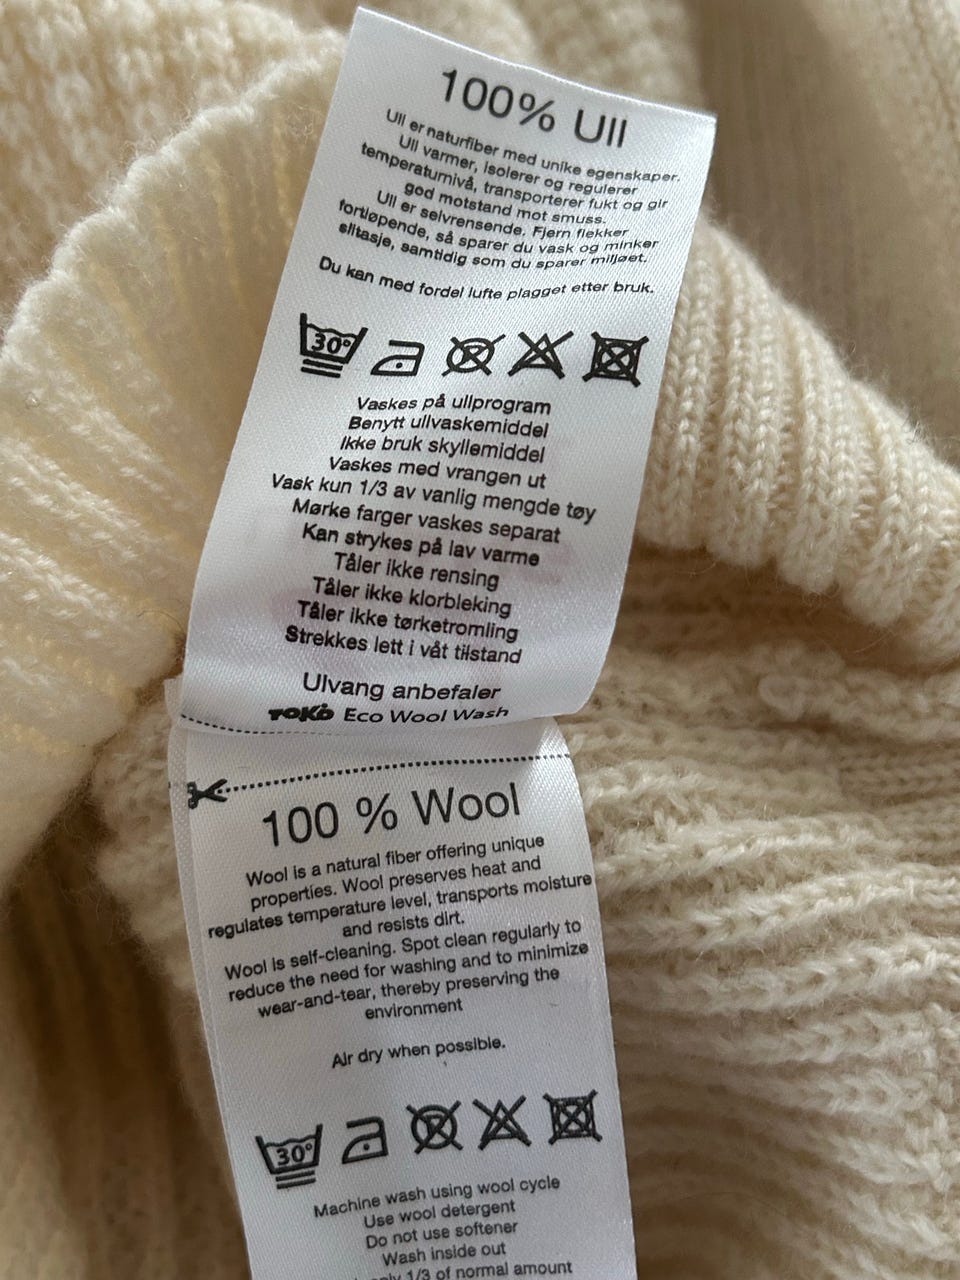 100% Ull
Ull er naturfiber med unike egenskaper.
Ull varmer, isolerer og regulerer
temperaturnivå, transporterer fukt og gir
god motstand mot smuss.
Ull er selvrensende. Fjern flekker
fortløpende, så sparer du vask og minker
slitasje, samtidig som du sparer miljøet.
Du kan med fordel lufte plagget etter bruk.
30°
Vaskes på ullprogram
Benytt ullvaskemiddel
Ikke bruk skyllemiddel
Vaskes med vrangen ut
Vask kun 1/3 av vanlig mengde tøy
Mørke farger vaskes separat
Kan strykes på lav varme
Tåler ikke rensing
Tåler ikke klorbleking
Tåler ikke tørketromling
Strekkes lett i våt tilstand
Ulvang anbefaler
TOKO Eco Wool Wash
100 % Wool
Wool is a natural fiber offering unique
properties. Wool preserves heat and
regulates temperature level, transports moisture
and resists dirt.
Wool is self-cleaning. Spot clean regularly to
reduce the need for washing and to minimize
wear-and-tear, thereby preserving the
environment
Air dry when possible.
30°
Machine wash using wool cycle
Use wool detergent
Do not use softener
Wash inside out
1/3 of normal amount